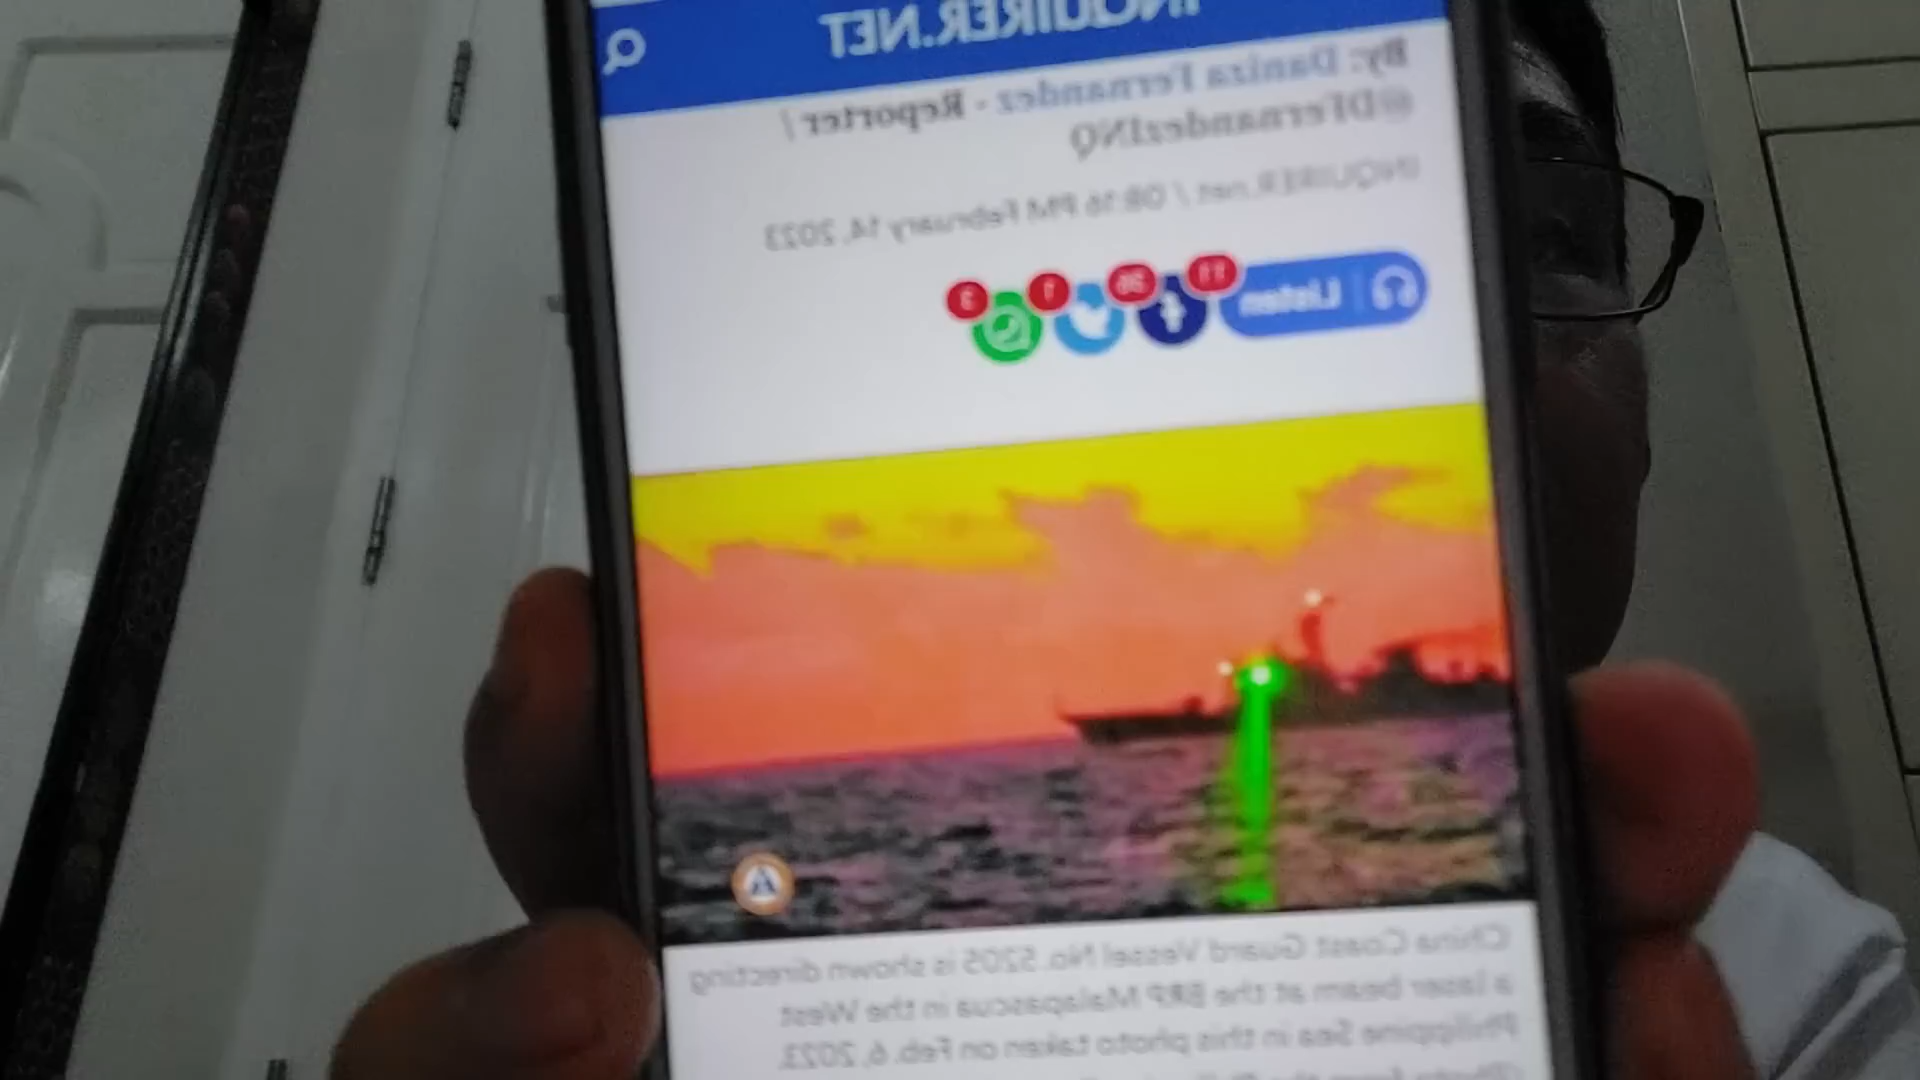 INQUIRER.NET
By: Daniza Fernandez - Reporter /
@DFernandezINQ
INQUIRER.net / 08:16 PM February 14, 2023
Listen
11
1
3
China Coast Guard Vessel No. 5205 is shown directing
a laser beam at the BRP Malapascua in the West
Philippine Sea in this photo taken on Feb. 6, 2023.